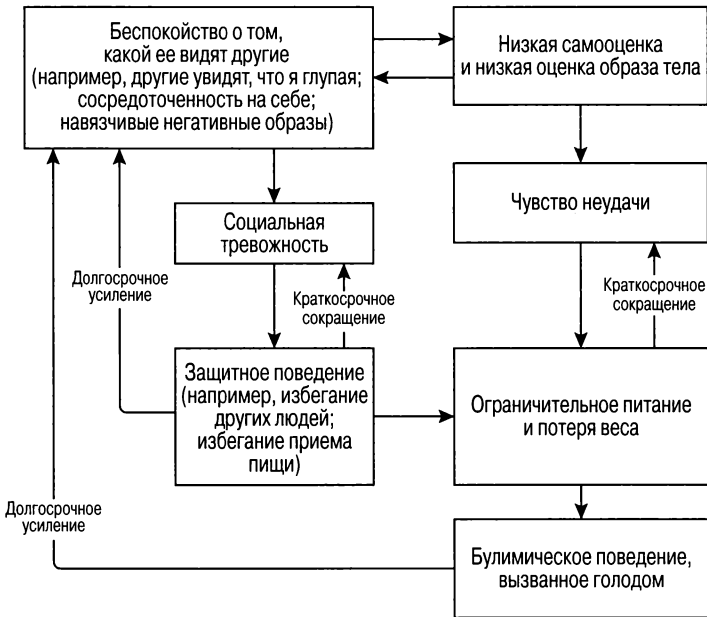 Беспокойство о том,
какой ее видят другие
(например, другие увидят, что я глупая;
сосредоточенность на себе;
навязчивые негативные образы)
Низкая самооценка
и низкая оценка образа тела
Чувство неудачи
Социальная
тревожность
Долгосрочное
усиление
Краткосрочное
сокращение
Краткосрочное
сокращение
Защитное поведение
(например, избегание
других людей;
избегание приема
пищи)
Ограничительное питание
и потеря веса
Долгосрочное
усиление
Булимическое поведение,
вызванное голодом